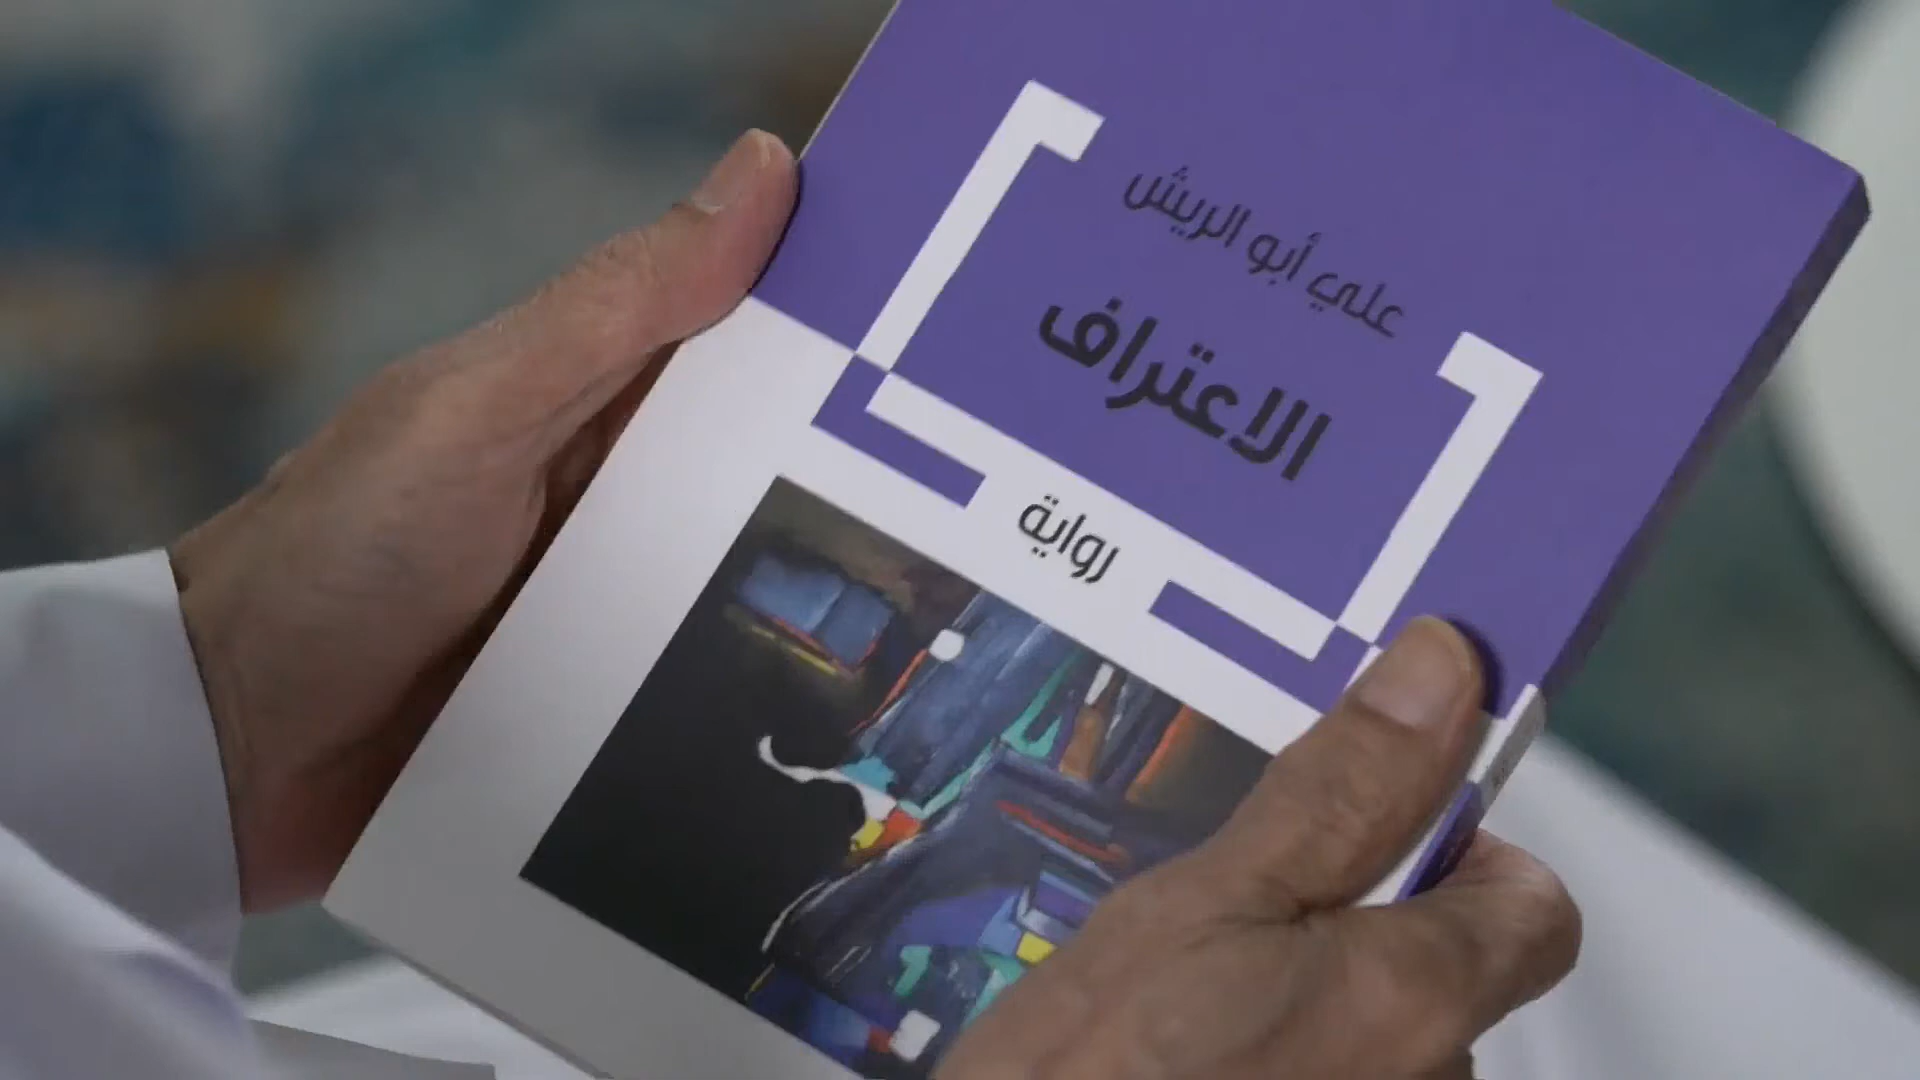 علي أبو الريش
الاعتراف
رواية